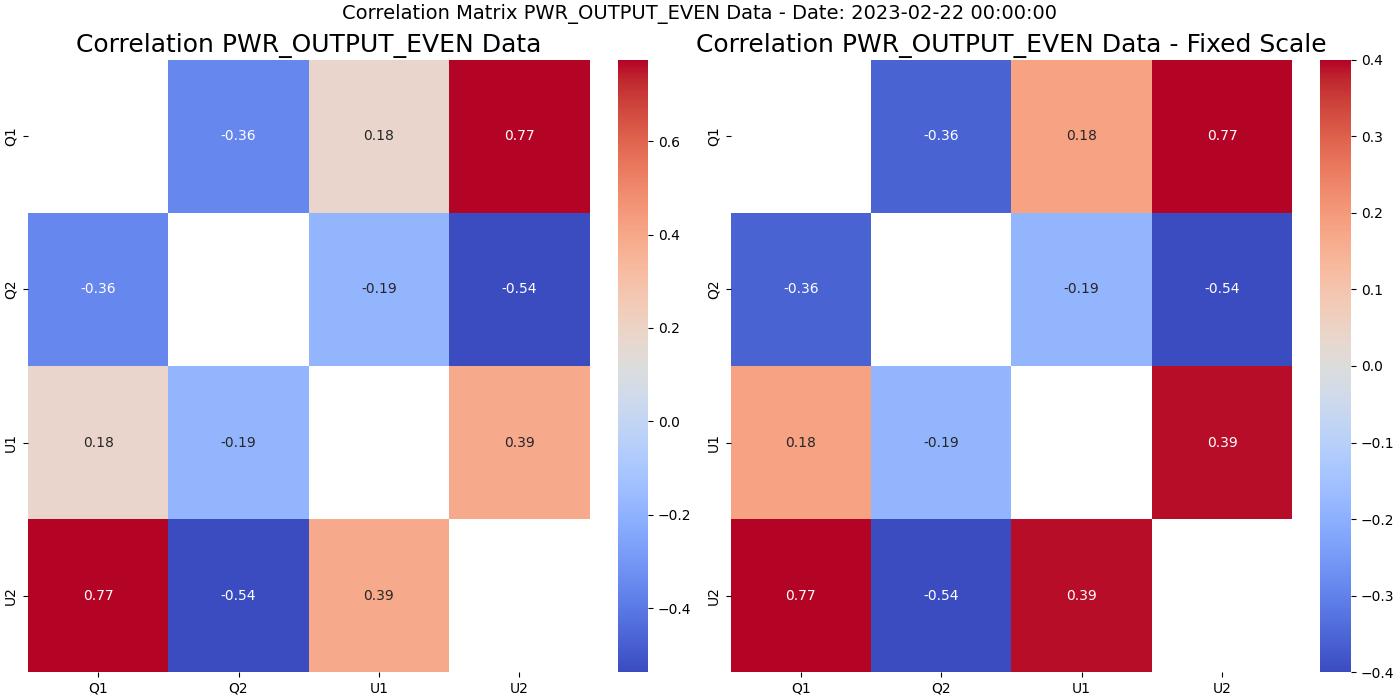 Correlation Matrix PWR_OUTPUT_EVEN Data - Date: 2023-02-22 00:00:00
Correlation PWR_OUTPUT_EVEN Data
Q1
-0.36 0.18 0.77
Q2
-0.36 -0.19 -0.54
U1
0.18 -0.19 0.39
U2
0.77 -0.54 0.39
Q1 Q2 U1 U2
0.6
0.4
0.2
0.0
−0.2
−0.4
Correlation PWR_OUTPUT_EVEN Data - Fixed Scale
Q1
-0.36 0.18 0.77
Q2
-0.36 -0.19 -0.54
U1
0.18 -0.19 0.39
U2
0.77 -0.54 0.39
Q1 Q2 U1 U2
0.4
0.3
0.2
0.1
0.0
−0.1
−0.2
−0.3
−0.4